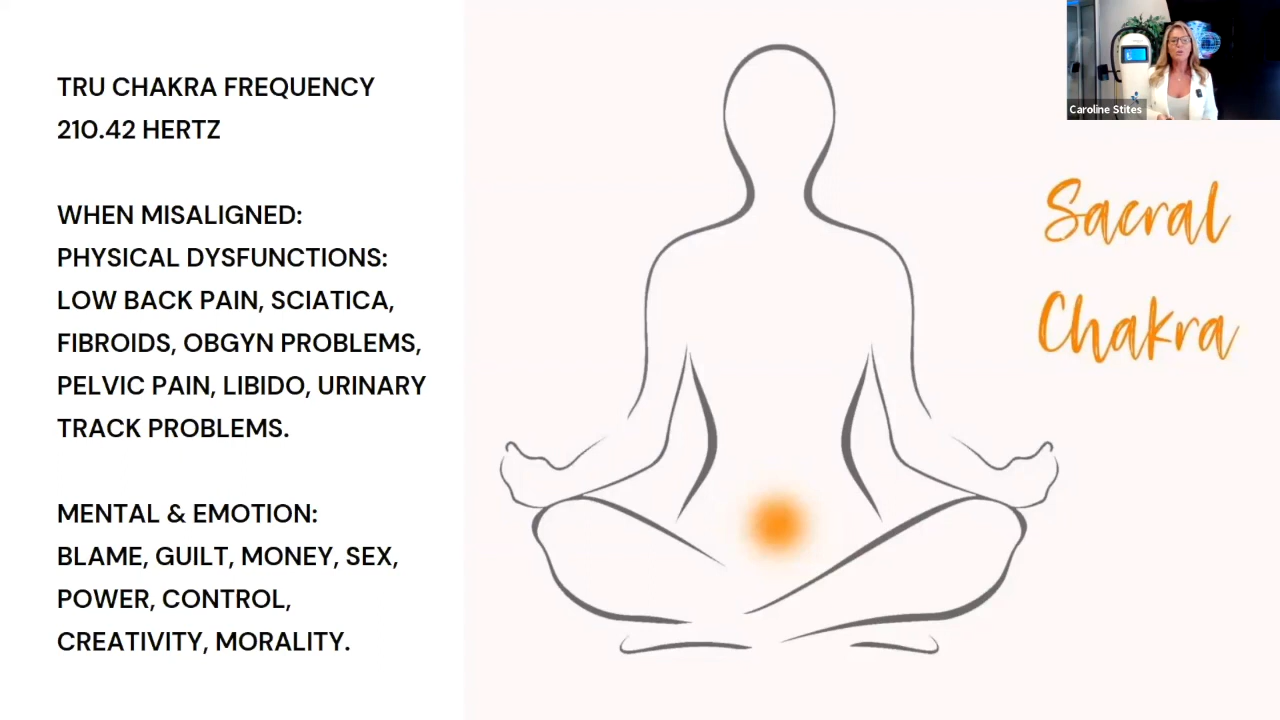 TRU CHAKRA FREQUENCY
210.42 HERTZ
WHEN MISALIGNED:
PHYSICAL DYSFUNCTIONS:
LOW BACK PAIN, SCIATICA,
FIBROIDS, OBGYN PROBLEMS,
PELVIC PAIN, LIBIDO, URINARY
TRACK PROBLEMS.
MENTAL & EMOTION:
BLAME, GUILT, MONEY, SEX,
POWER, CONTROL,
CREATIVITY, MORALITY.
Sacral
Chakra
Caroline Stites